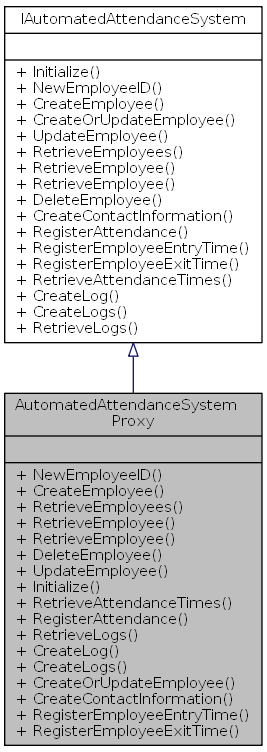 IAutomatedAttendanceSystem
+ Initialize()
+ NewEmployeeID()
+ CreateEmployee()
+ CreateOrUpdateEmployee()
+ UpdateEmployee()
+ RetrieveEmployees()
+ RetrieveEmployee()
+ RetrieveEmployee()
+ DeleteEmployee()
+ CreateContactInformation()
+ RegisterAttendance()
+ RegisterEmployeeEntryTime()
+ RegisterEmployeeExitTime()
+ RetrieveAttendanceTimes()
+ CreateLog()
+ CreateLogs()
+ RetrieveLogs()
AutomatedAttendanceSystem
Proxy
+ NewEmployeeID()
+ CreateEmployee()
+ RetrieveEmployees()
+ RetrieveEmployee()
+ RetrieveEmployee()
+ DeleteEmployee()
+ UpdateEmployee()
+ Initialize()
+ RetrieveAttendanceTimes()
+ RegisterAttendance()
+ RetrieveLogs()
+ CreateLog()
+ CreateLogs()
+ CreateOrUpdateEmployee()
+ CreateContactInformation()
+ RegisterEmployeeEntryTime()
+ RegisterEmployeeExitTime()